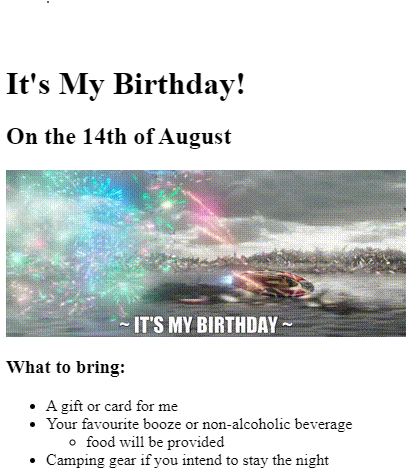 It's My Birthday!
On the 14th of August
~ IT'S MY BIRTHDAY ~
What to bring:
• A gift or card for me
• Your favourite booze or non-alcoholic beverage
◦ food will be provided
• Camping gear if you intend to stay the night